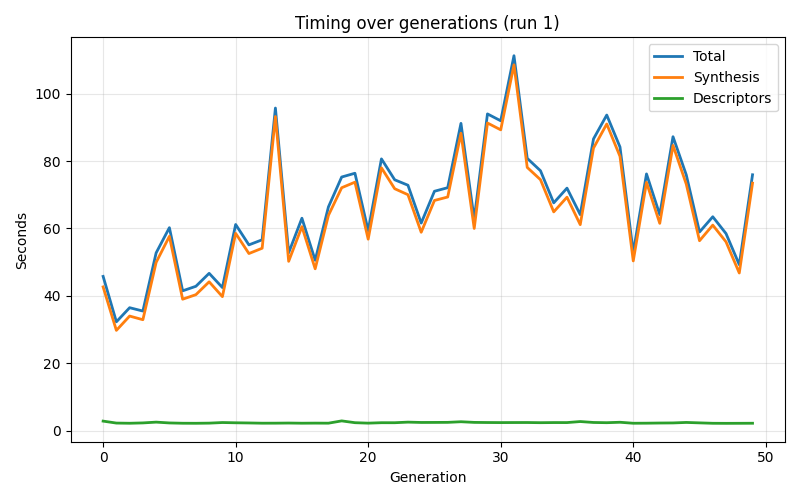 Timing over generations (run 1)
Total
Synthesis
Descriptors
Seconds
100
80
60
40
20
0
0 10 20 30 40 50
Generation